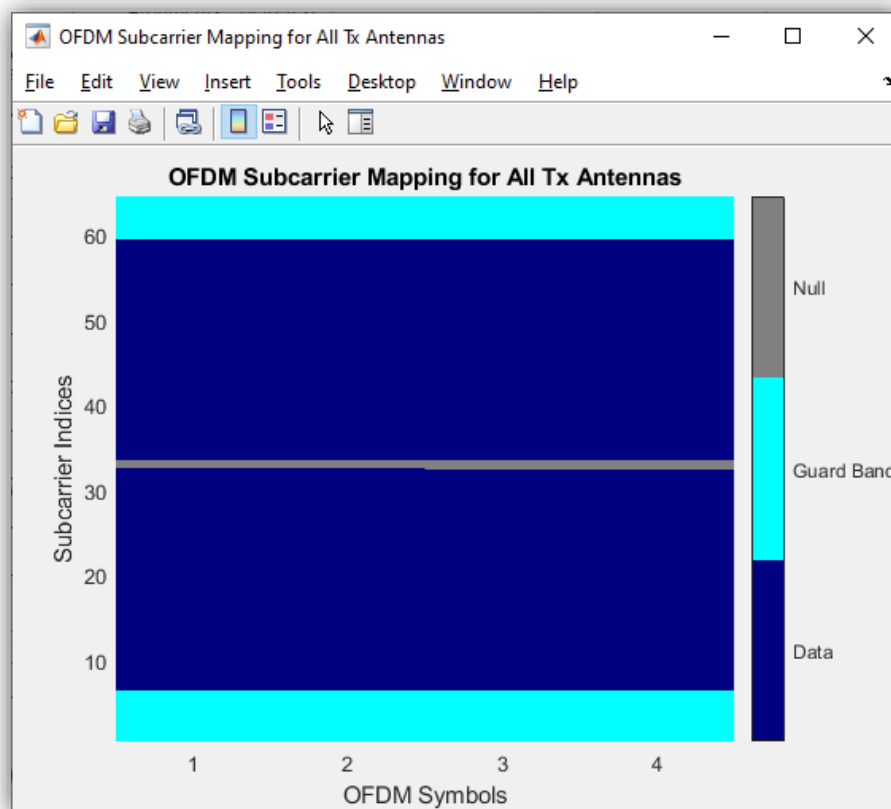 OFDM Subcarrier Mapping for All Tx Antennas
File Edit View Insert Tools Desktop Window Help
OFDM Subcarrier Mapping for All Tx Antennas
60
50
40
30
20
10
Subcarrier Indices
1 2 3 4
OFDM Symbols
Null
Guard Band
Data